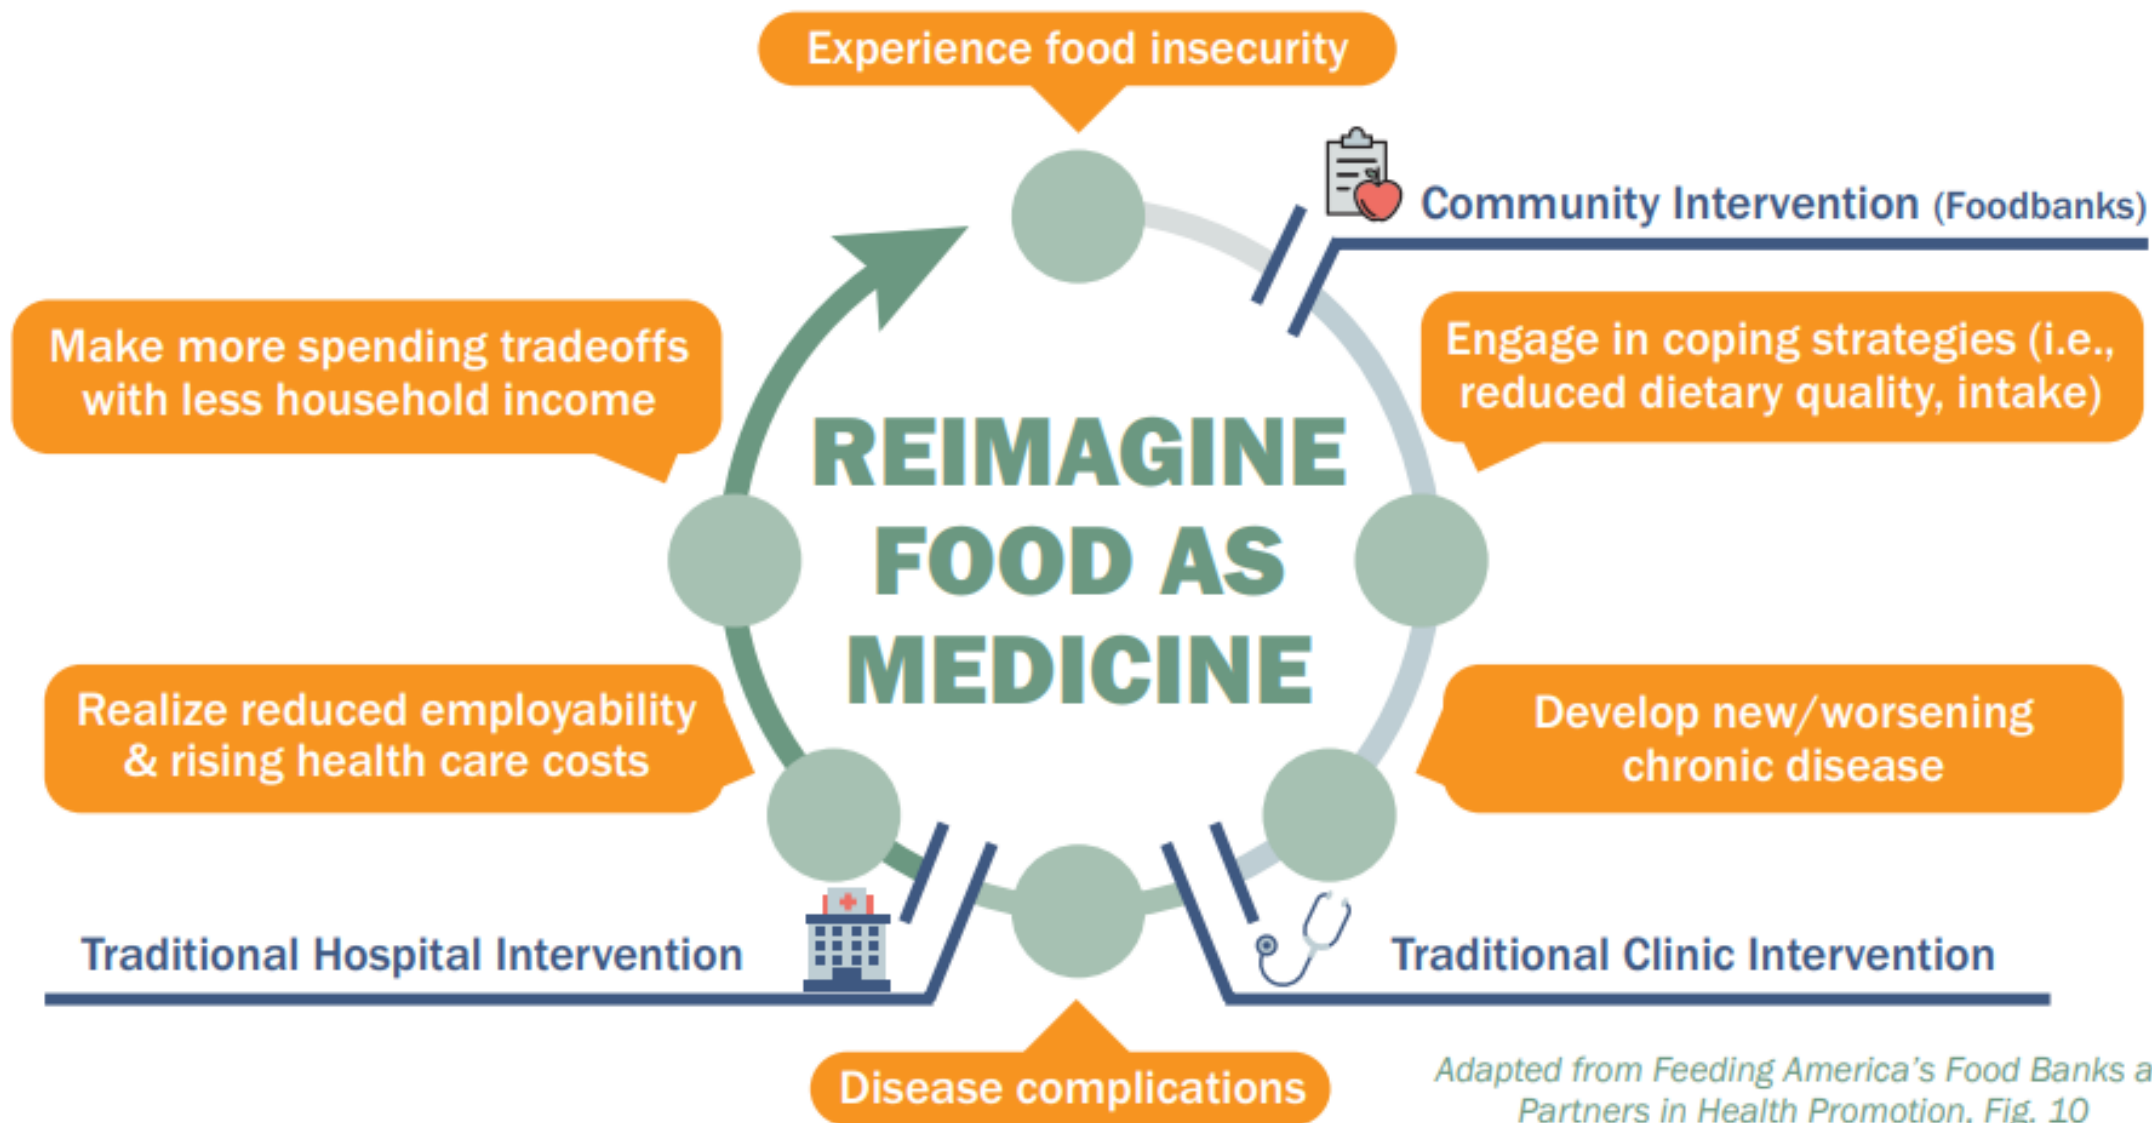 Experience food insecurity
Community Intervention (Foodbanks)
Engage in coping strategies (i.e.,
reduced dietary quality, intake)
Make more spending tradeoffs
with less household income
REIMAGINE
FOOD AS
MEDICINE
Develop new/worsening
chronic disease
Realize reduced employability
& rising health care costs
Traditional Hospital Intervention
Traditional Clinic Intervention
Disease complications
Adapted from Feeding America's Food Banks a
Partners in Health Promotion, Fig. 10